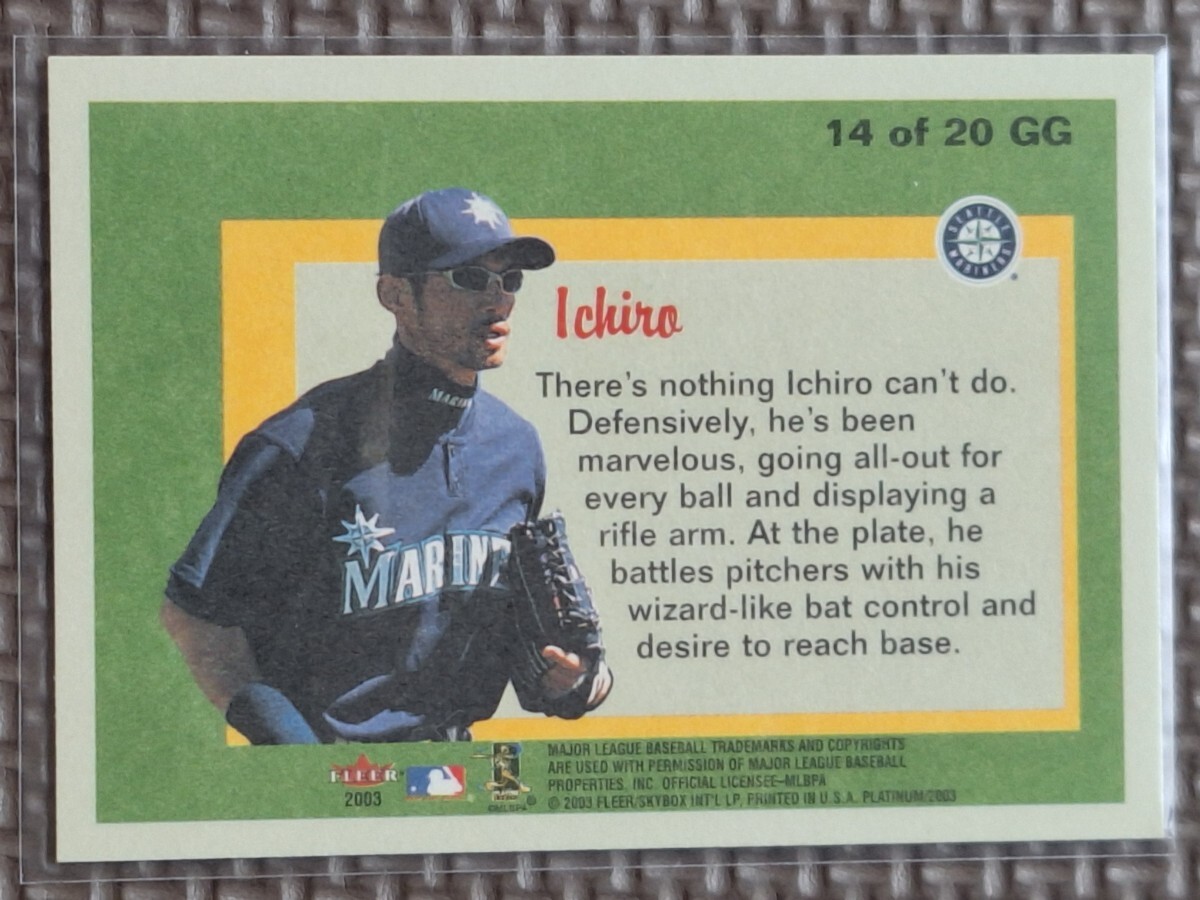 14 of 20 GG
SEATTLE
MARINERS
Ichiro
There's nothing Ichiro can't do.
Defensively, he's been
marvelous, going all-out for
every ball and displaying a
rifle arm. At the plate, he
battles pitchers with his
wizard-like bat control and
desire to reach base.
MARIN
MARINE
FLEER
2003
MAJOR LEAGUE BASEBALL TRADEMARKS AND COPYRIGHTS
ARE USED WITH PERMISSION OF MAJOR LEAGUE BASEBALL
PROPERTIES, INC. OFFICIAL LICENSEE–MLBPA
© 2003 FLEER/SKYBOX INT'L LP, PRINTED IN U.S.A. PLATINUM/2003